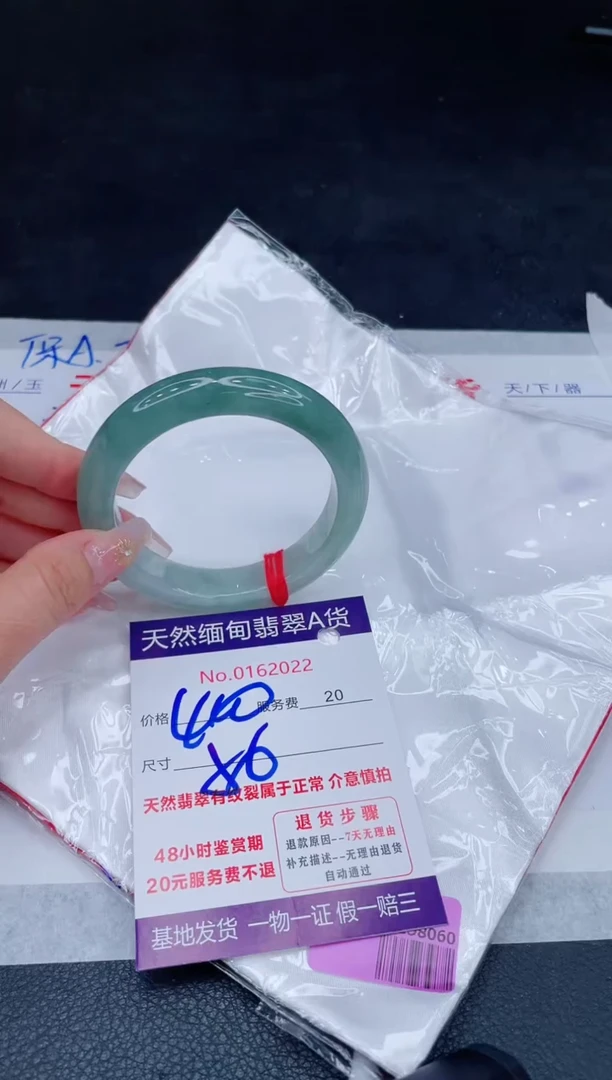 保A.
州/玉
天/下/器
天然缅甸翡翠A货
No.0162022
价格 服务费 20
尺寸 56
天然翡翠有纹裂属于正常 介意慎拍
48小时鉴赏期
20元服务费不退
退货步骤
退款原因--7天无理由
补充描述--无理由退货
自动通过
基地发货 一物一证 假一赔三
8060